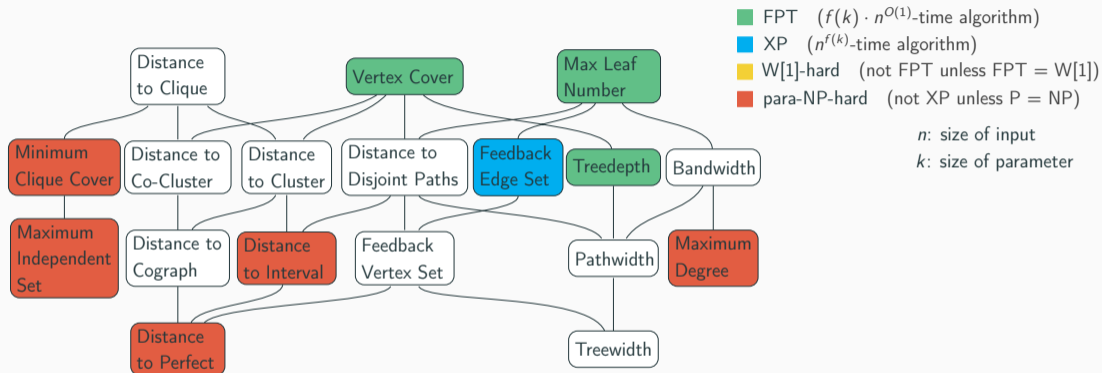 FPT (f(k) · n^{O(1)}-time algorithm)
XP (n^{f(k)}-time algorithm)
W[1]-hard (not FPT unless FPT = W[1])
para-NP-hard (not XP unless P = NP)
n: size of input
k: size of parameter
Distance
to Clique
Vertex Cover
Max Leaf
Number
Minimum
Clique Cover
Distance to
Co-Cluster
Distance
to Cluster
Distance to
Disjoint Paths
Feedback
Edge Set
Treedepth
Bandwidth
Maximum
Independent
Set
Distance to
Cograph
Distance
to Interval
Feedback
Vertex Set
Pathwidth
Maximum
Degree
Distance
to Perfect
Treewidth